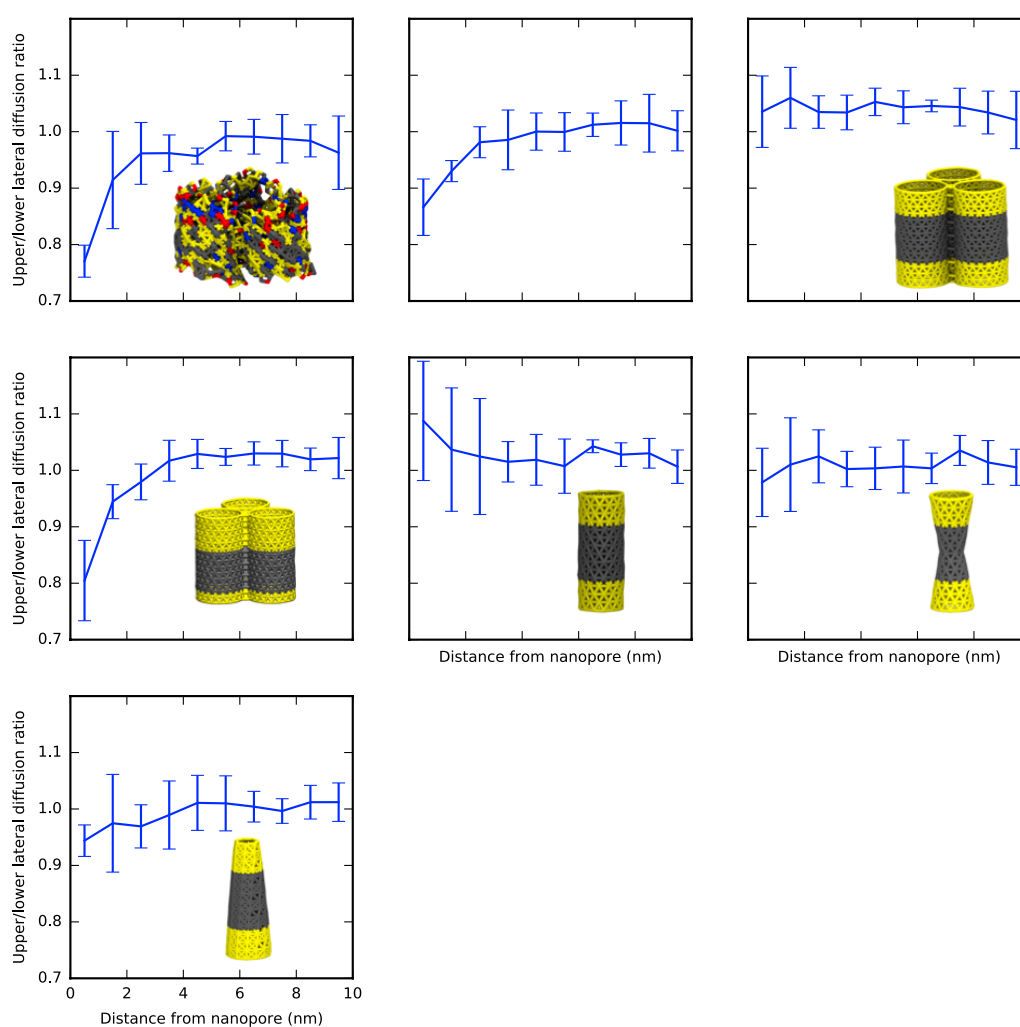 Upper/lower lateral diffusion ratio
1.1
1.0
0.9
0.8
0.7
Upper/lower lateral diffusion ratio
1.1
1.0
0.9
0.8
0.7
Distance from nanopore (nm)
Distance from nanopore (nm)
Upper/lower lateral diffusion ratio
1.1
1.0
0.9
0.8
0.7
0 2 4 6 8 10
Distance from nanopore (nm)